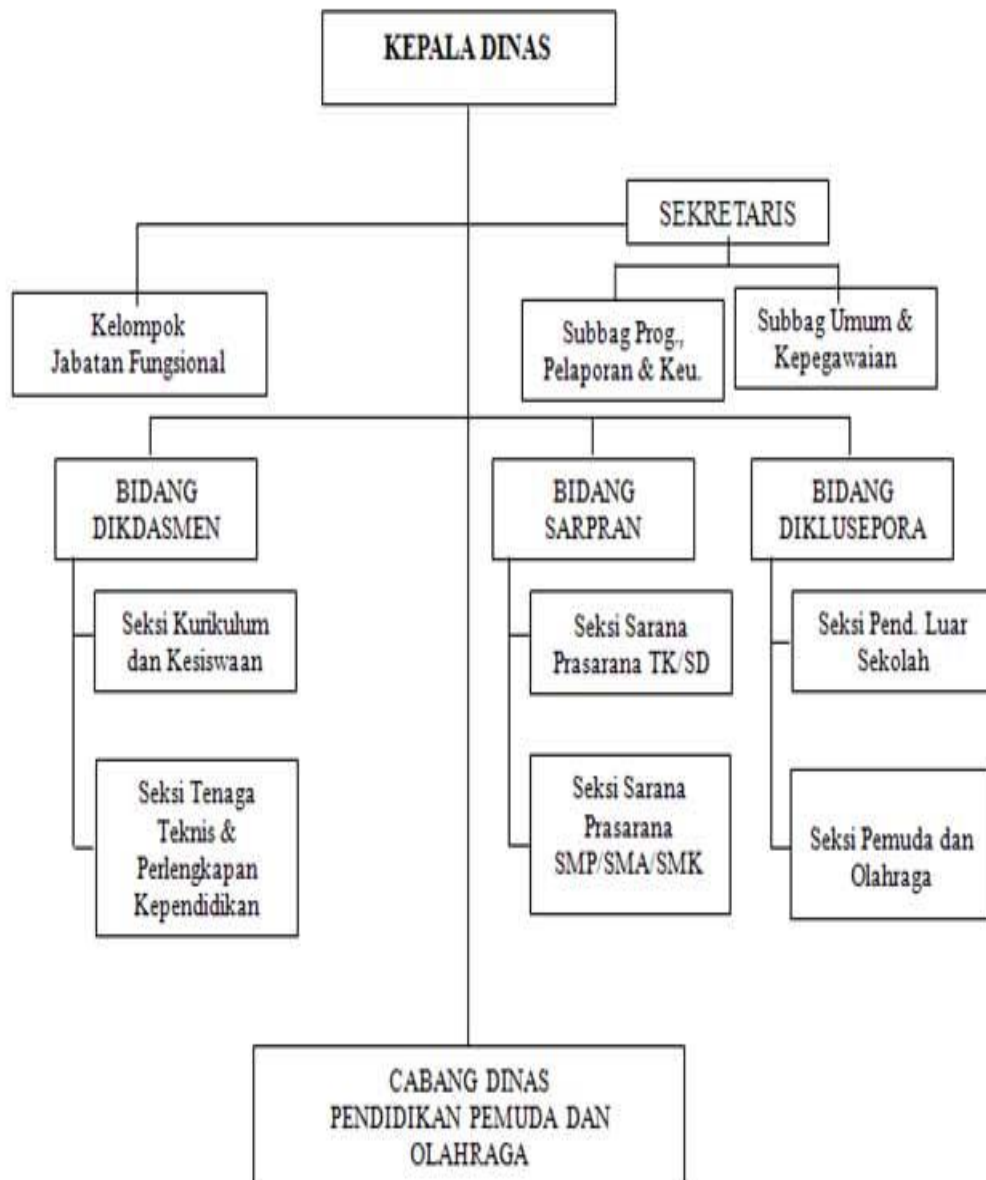 KEPALA DINAS
SEKRETARIS
Kelompok
Jabatan Fungsional
Subbag Prog.,
Pelaporan & Keu.
Subbag Umum &
Kepegawaian
BIDANG
DIKDASMEN
BIDANG
SARPRAN
BIDANG
DIKLUSEPORA
Seksi Kurikulum
dan Kesiswaan
Seksi Sarana
Prasarana TK/SD
Seksi Pend. Luar
Sekolah
Seksi Tenaga
Teknis &
Perlengkapan
Kependidikan
Seksi Sarana
Prasarana
SMP/SMA/SMK
Seksi Pemuda dan
Olahraga
CABANG DINAS
PENDIDIKAN PEMUDA DAN
OLAHRAGA